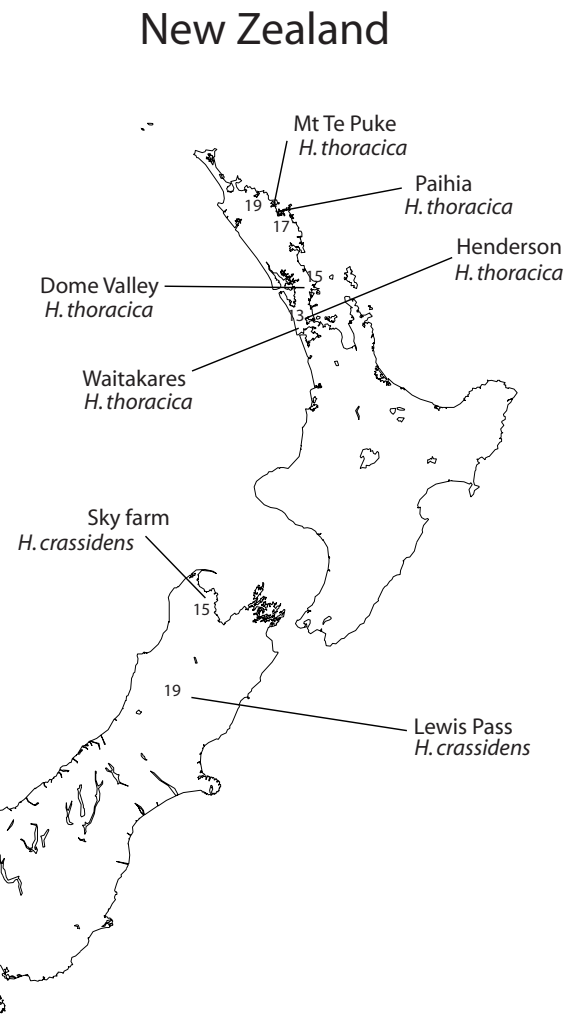 New Zealand
Mt Te Puke
H. thoracica
Paihia
H. thoracica
19
17
Henderson
H. thoracica
15
Dome Valley
H. thoracica
13
Waitakares
H. thoracica
Sky farm
H. crassidens
15
19
Lewis Pass
H. crassidens